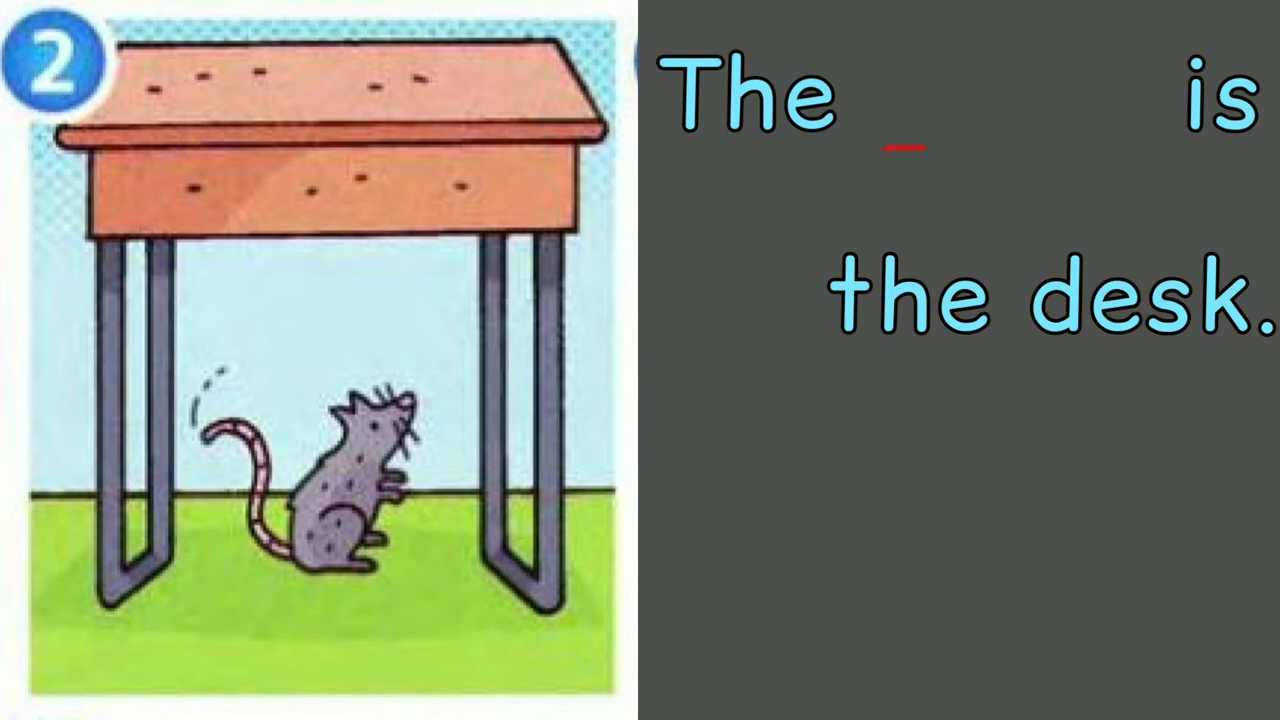 2
The _ is
the desk.